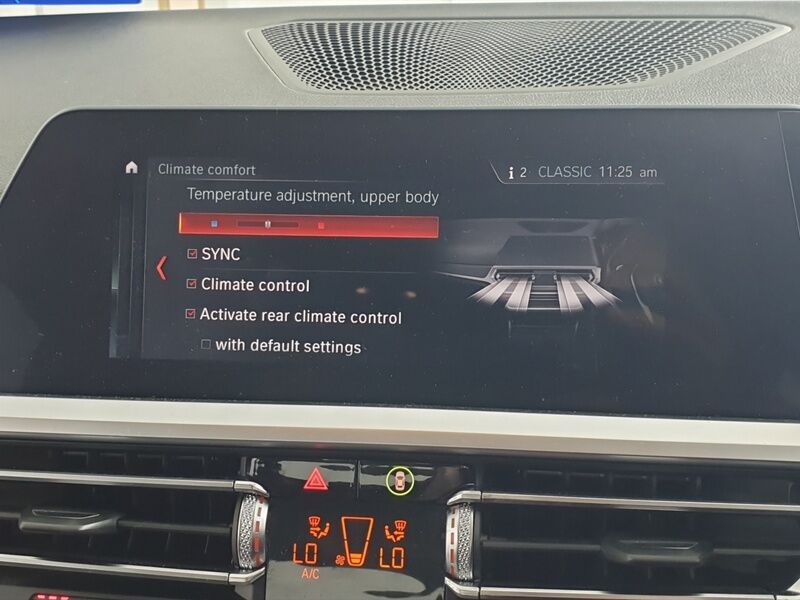 Climate comfort
i 2 CLASSIC 11:25 am
Temperature adjustment, upper body
SYNC
Climate control
Activate rear climate control
with default settings
LO LO
A/C